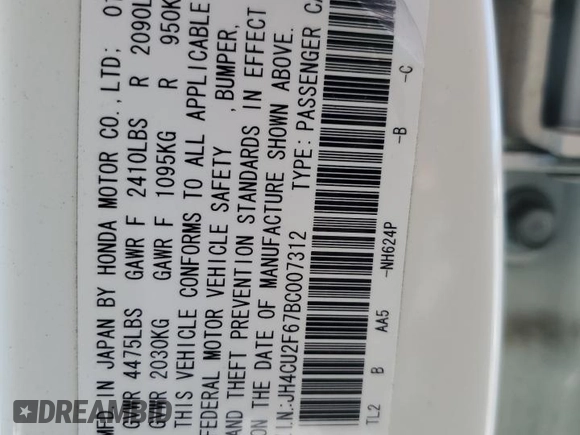 MFD IN JAPAN BY HONDA MOTOR CO.,LTD; 01
GVWR 4475LBS GAWR F 2410LBS R 2090L
GVWR 2030KG GAWR F 1095KG R 950K
THIS VEHICLE CONFORMS TO ALL APPLICABLE
FEDERAL MOTOR VEHICLE SAFETY , BUMPER,
AND THEFT PREVENTION STANDARDS IN EFFECT
ON THE DATE OF MANUFACTURE SHOWN ABOVE.
.I.N.:JH4CU2F67BC007312 TYPE: PASSENGER CA
TL2 B AA5 -NH624P -B -C
DREAMBID